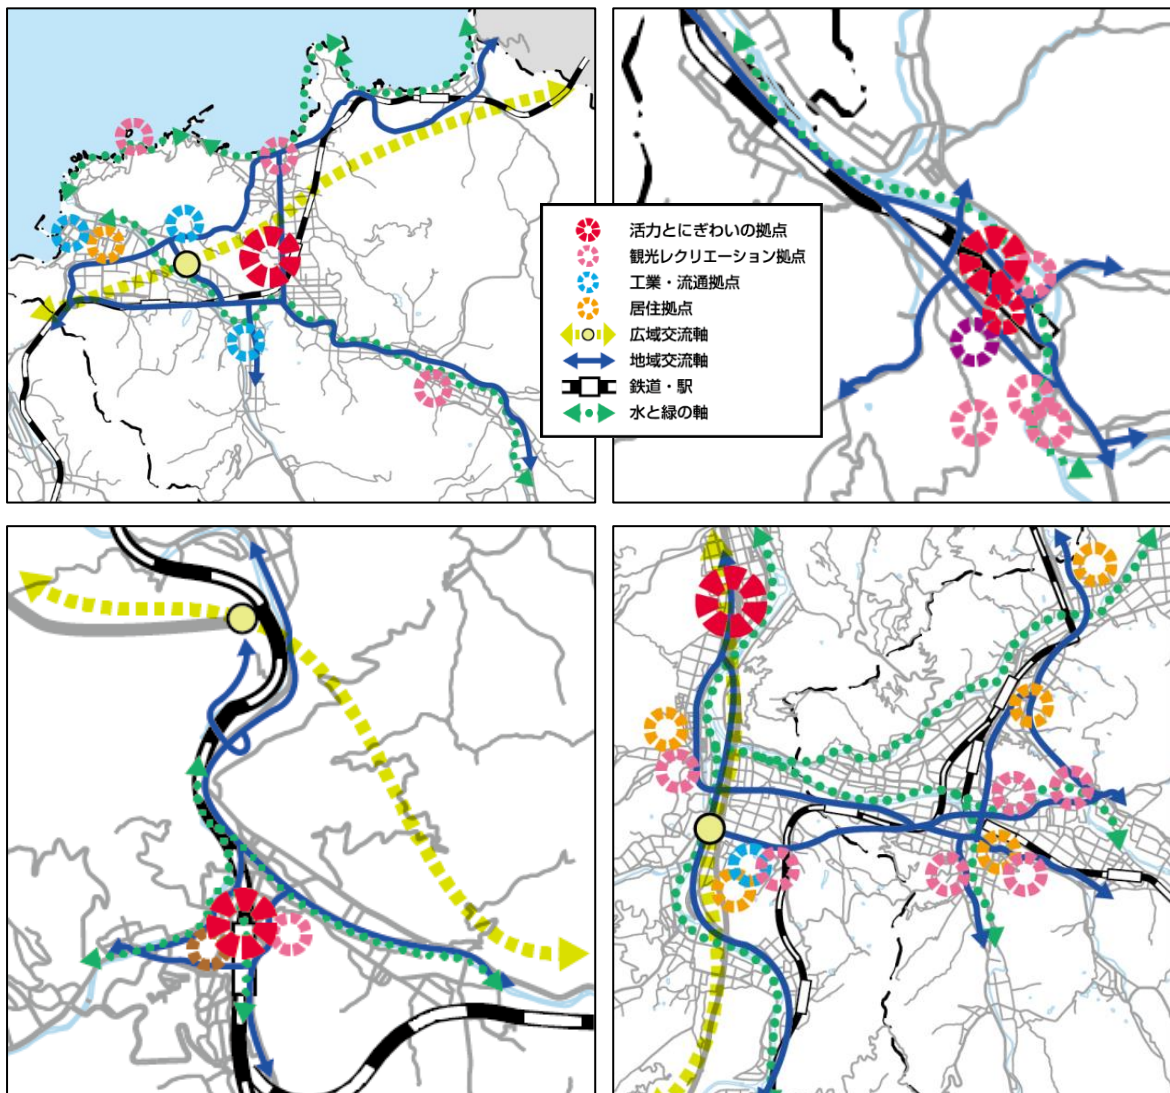 活力とにぎわいの拠点
観光レクリエーション拠点
工業・流通拠点
居住拠点
広域交流軸
地域交流軸
鉄道・駅
水と緑の軸